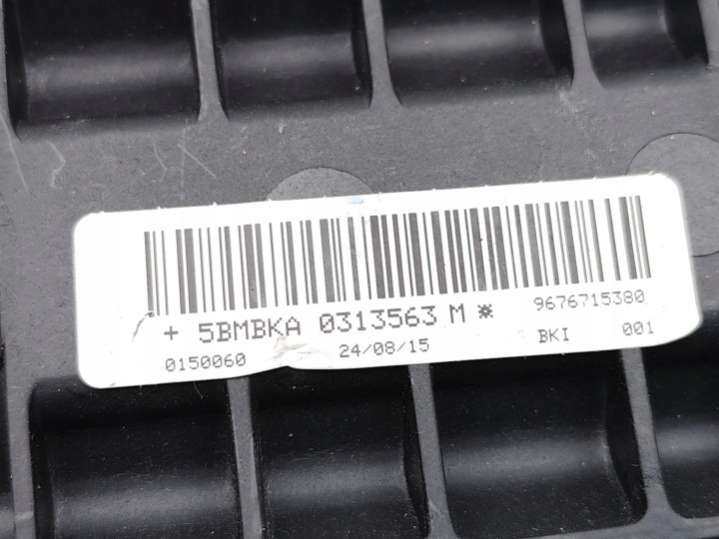 + 5BMBKA 0313563 M ⋇ 9676715380
0150060 24/08/15 BKI 001